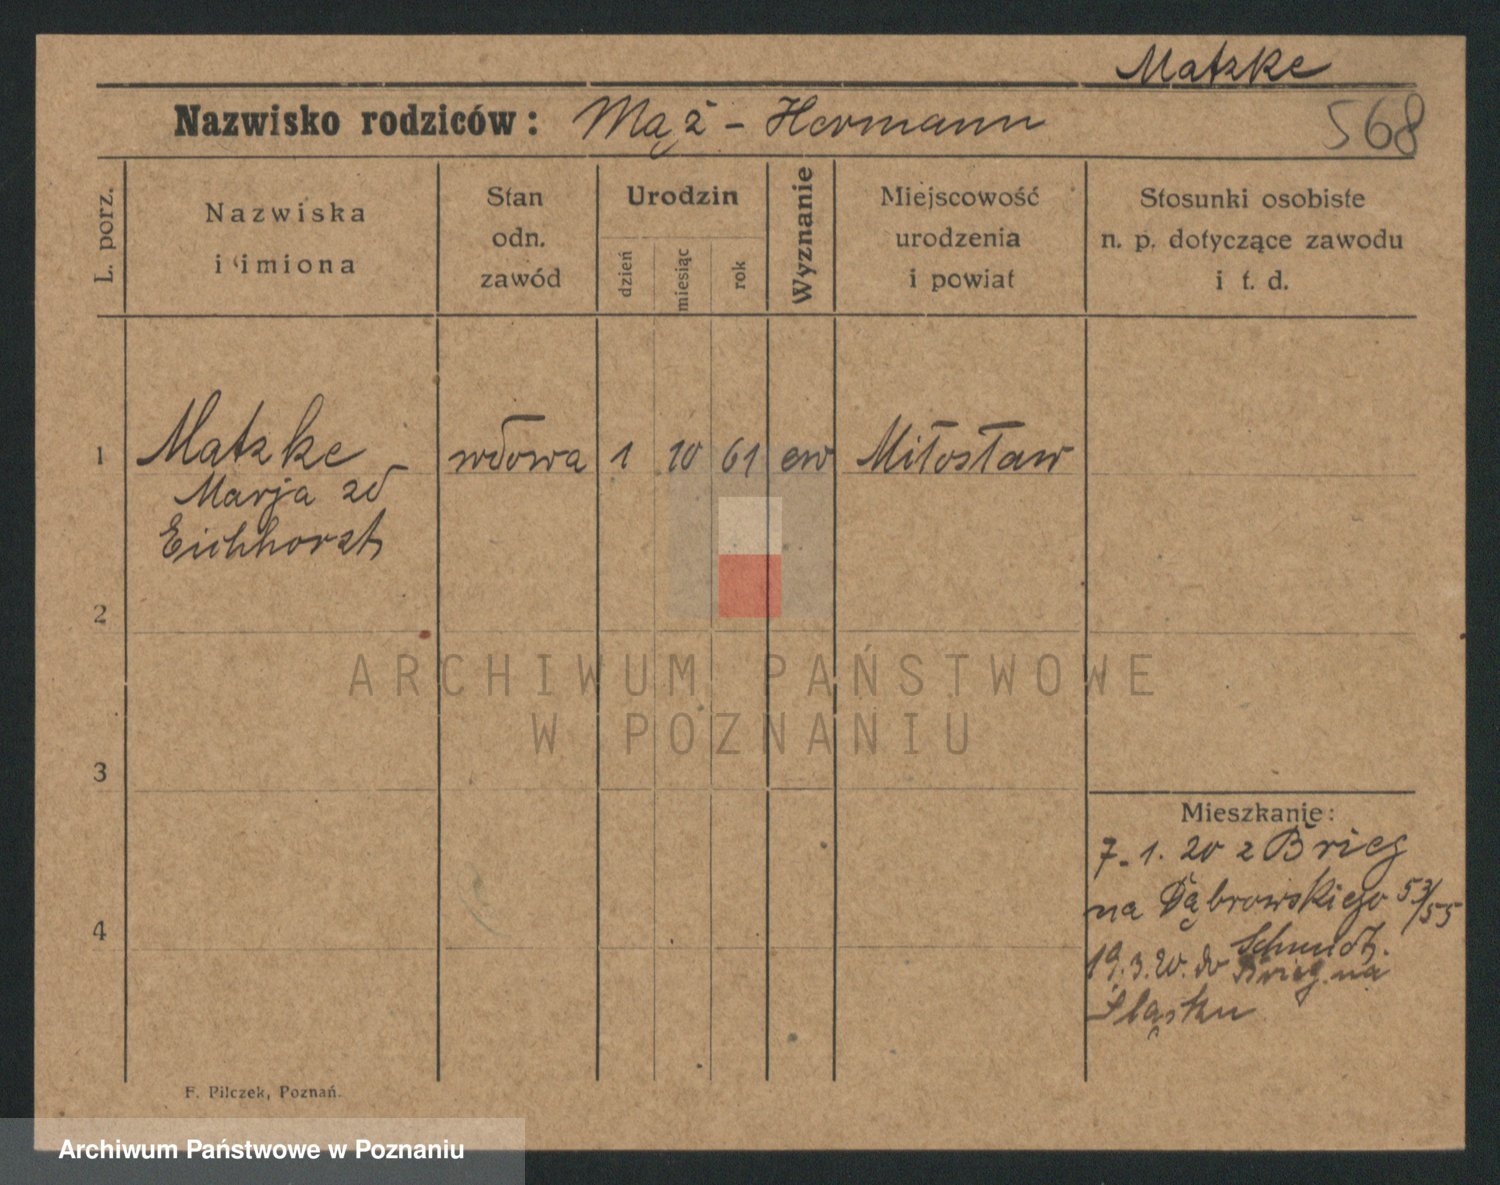 Matzke
Nazwisko rodziców: Mąż - Hermann
568
L. porz.
Nazwiska
i imiona
Stan
odn.
zawód
Urodzin
dzień
miesiąc
rok
Wyznanie
Miejscowość
urodzenia
i powiat
Stosunki osobiste
n. p. dotyczące zawodu
i t. d.
1
Matzke
Marja zd
Eichhorst
wdowa
1
10
61
ew
Miłosław
2
ARCHIWUM PAŃSTWOWE
W POZNANIU
3
Mieszkanie:
7-1.20 z Brieg
na Dąbrowskiego 53/55
Schmidt.
4
19.3.20. do Brieg na
Śląsku
F. Pilczek, Poznań.
Archiwum Państwowe w Poznaniu